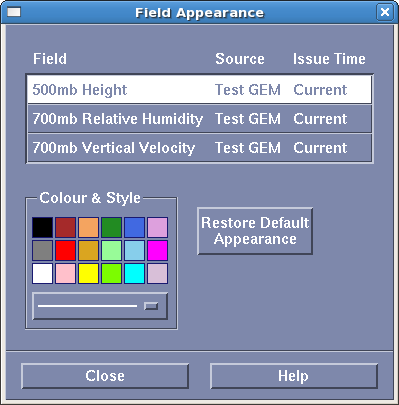 Field Appearance
Field Source Issue Time
500mb Height Test GEM Current
700mb Relative Humidity Test GEM Current
700mb Vertical Velocity Test GEM Current
Colour & Style
Restore Default
Appearance
Close Help